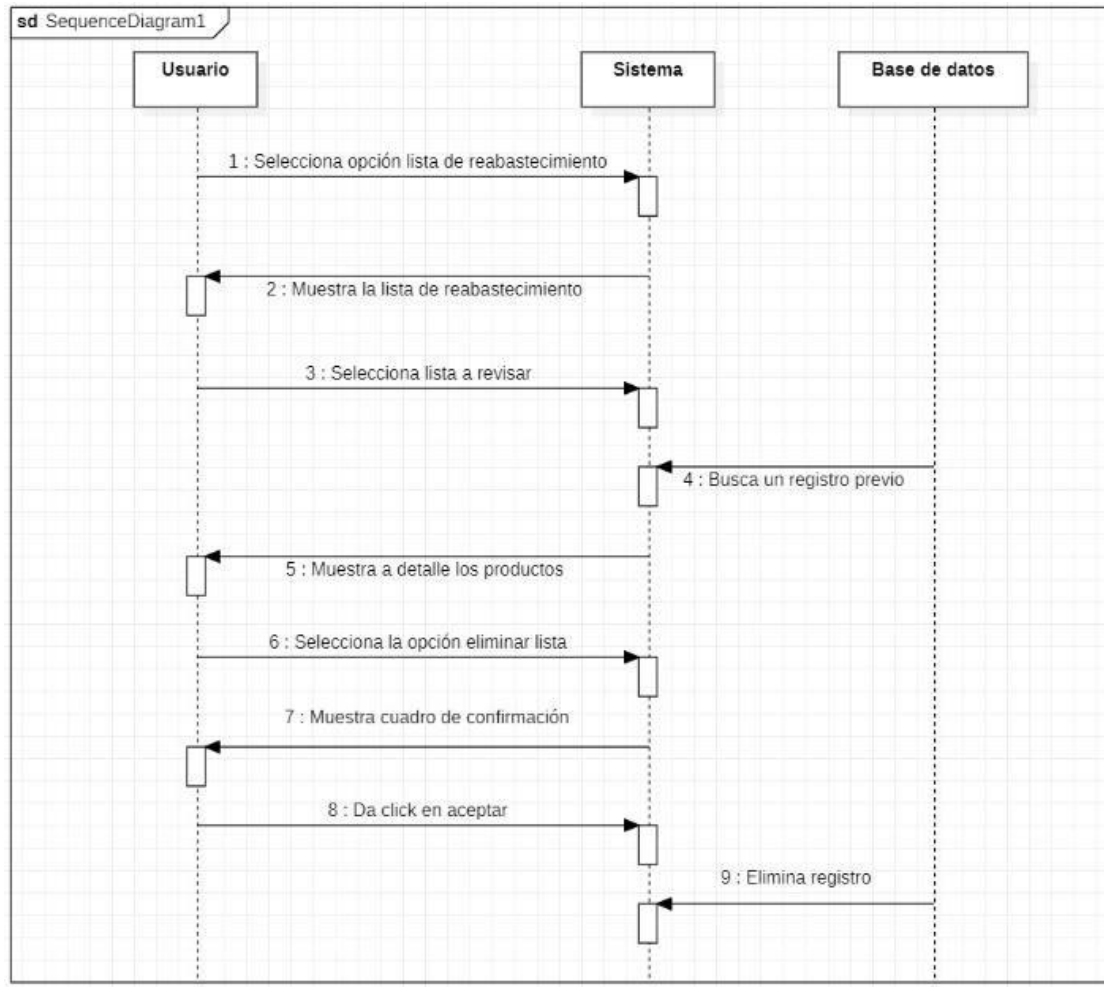 sd SequenceDiagram1
Usuario
Sistema
Base de datos
1 : Selecciona opción lista de reabastecimiento
2 : Muestra la lista de reabastecimiento
3 : Selecciona lista a revisar
4 : Busca un registro previo
5 : Muestra a detalle los productos
6 : Selecciona la opción eliminar lista
7 : Muestra cuadro de confirmación
8 : Da click en aceptar
9 : Elimina registro